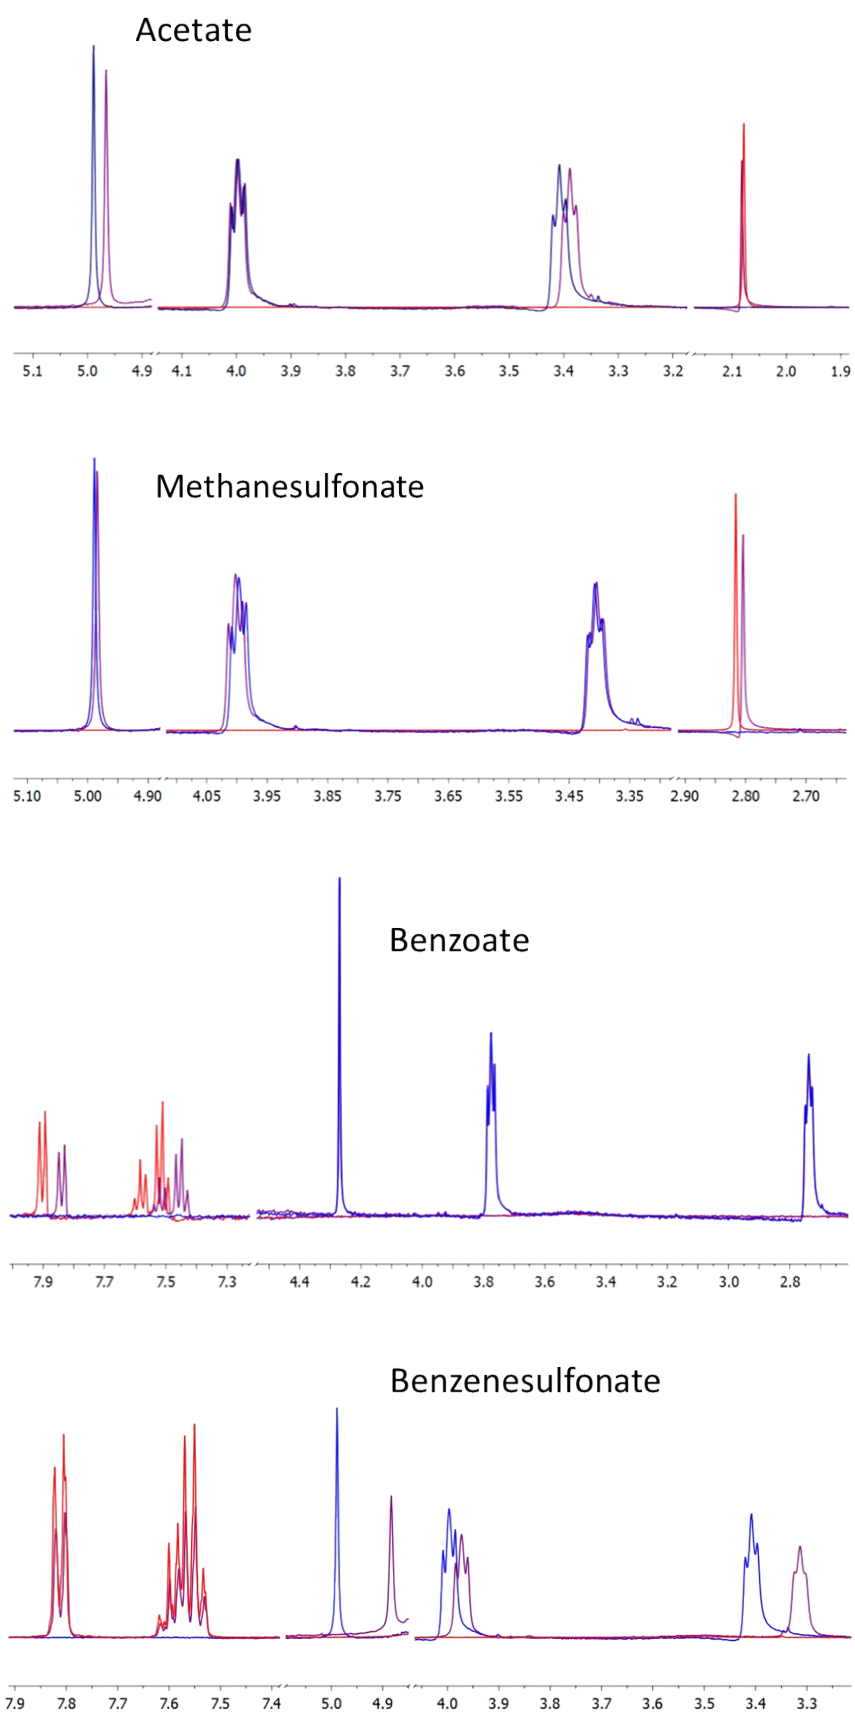 Acetate
5.1 5.0 4.9 4.1 4.0 3.9 3.8 3.7 3.6 3.5 3.4 3.3 3.2 2.1 2.0 1.9
Methanesulfonate
5.10 5.00 4.90 4.05 3.95 3.85 3.75 3.65 3.55 3.45 3.35 2.90 2.80 2.70
Benzoate
7.9 7.7 7.5 7.3 4.4 4.2 4.0 3.8 3.6 3.4 3.2 3.0 2.8
Benzenesulfonate
7.9 7.8 7.7 7.6 7.5 7.4 5.0 4.9 4.0 3.9 3.8 3.7 3.6 3.5 3.4 3.3